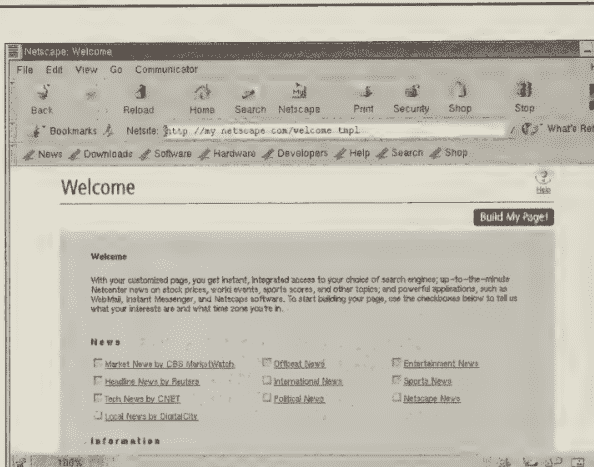 Netscape: Welcome
File Edit View Go Communicator
Back Reload Home Search Netscape Print Security Shop Stop
Bookmarks Netsite: http://my.netscape.com/welcome.tmpl What's Rel
News Downloads Software Hardware Developers Help Search Shop
Welcome
Help
Build My Page!
Welcome
With your customized page, you get instant, integrated access to your choice of search engines; up-to-the-minute
Netcenter news on stock prices, world events, sports scores, and other topics; and powerful applications, such as
WebMail, Instant Messenger, and Netscape software. To start building your page, use the checkboxes below to tell us
what your interests are and what time zone you're in.
News
Market News by CBS MarketWatch Offbeat News Entertainment News
Headline News by Reuters International News Sports News
Tech News by CNET Political News Netscape News
Local News by DigitalCity
Information
100%